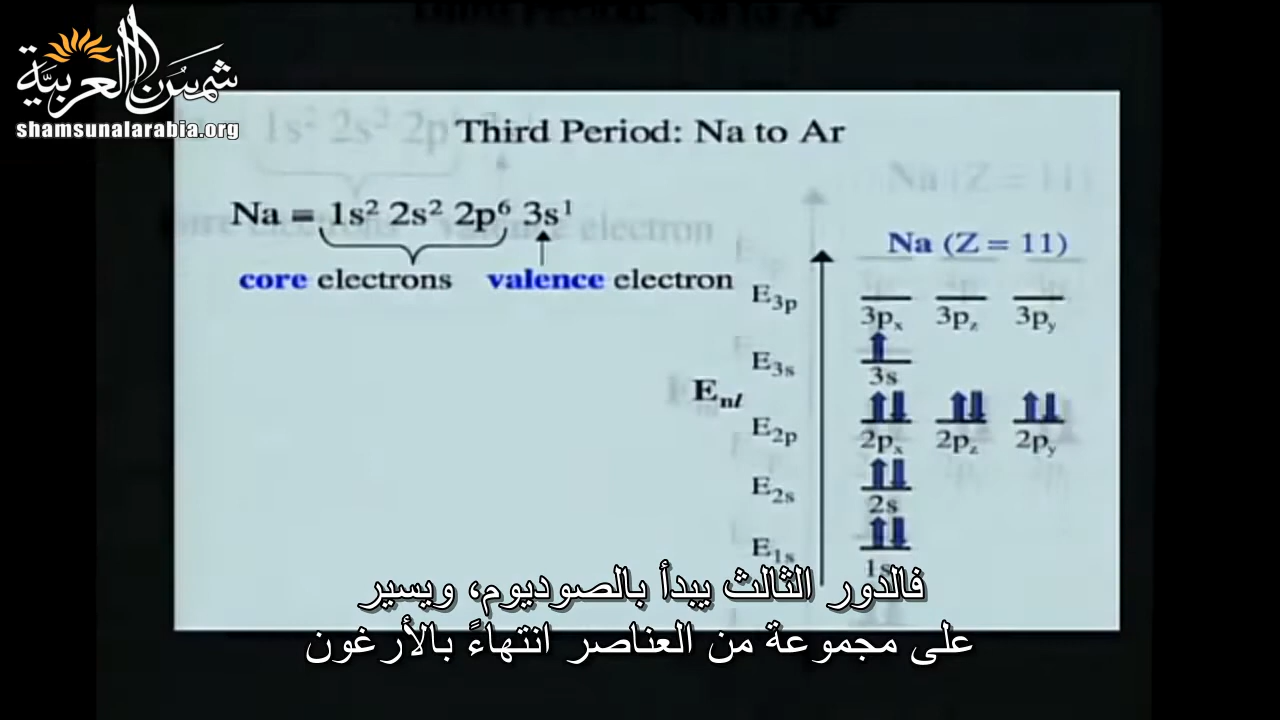 شمسن العربية
shamsunalarabia.org
Third Period: Na to Ar
Na = 1s² 2s² 2p⁶ 3s¹
core electrons valence electron
Na (Z = 11)
E3p
3px 3pz 3py
E3s
3s
Enl
E2p
2px 2pz 2py
E2s
2s
E1s
1s
فالدور الثالث يبدأ بالصوديوم، ويسير
على مجموعة من العناصر انتهاءً بالأرغون